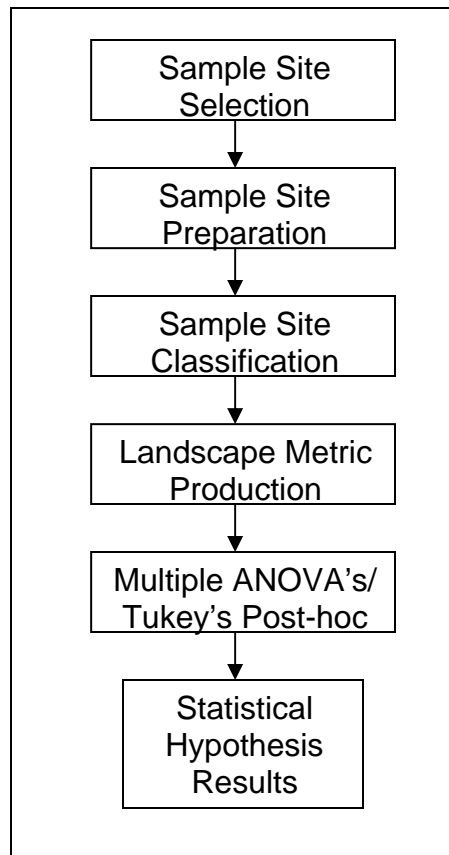 Sample Site
Selection
Sample Site
Preparation
Sample Site
Classification
Landscape Metric
Production
Multiple ANOVA’s/
Tukey’s Post-hoc
Statistical
Hypothesis
Results